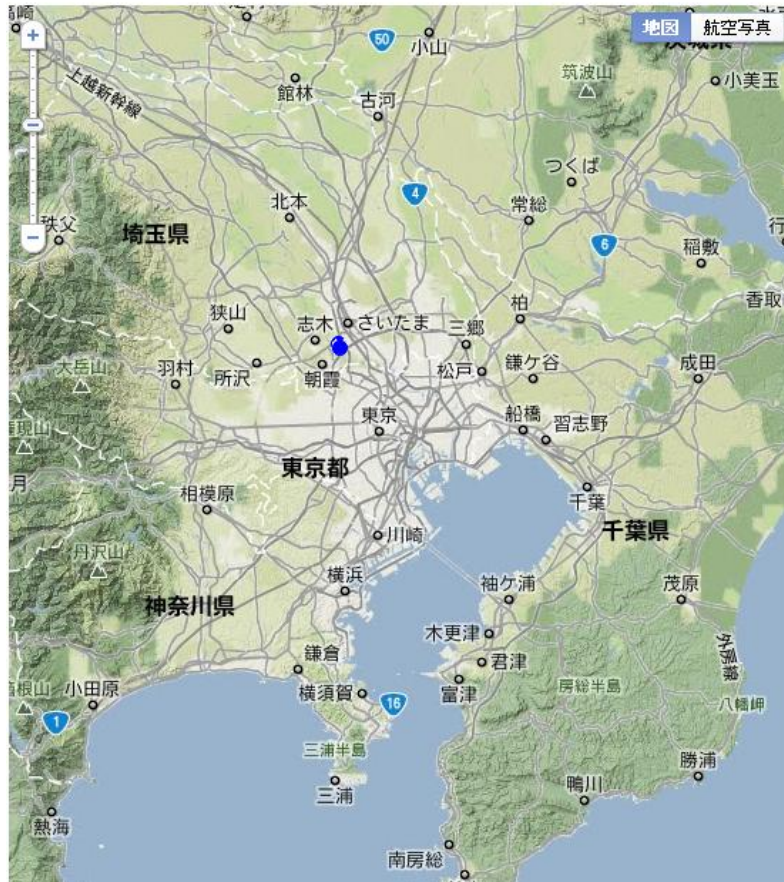 50
小山
地図
航空写真
茨城県
上越新幹線
館林
古河
筑波山
小美玉
つくば
4
北本
常総
秩父
埼玉県
6
稲敷
行
香取
狭山
志木
さいたま
三郷
柏
大岳山
羽村
所沢
朝霞
松戸
鎌ケ谷
成田
東京
船橋
習志野
月
東京都
相模原
千葉
川崎
千葉県
丹沢山
横浜
袖ケ浦
茂原
神奈川県
木更津
外房線
鎌倉
君津
小田原
横須賀
富津
房総半島
八幡岬
1
16
三浦半島
三浦
勝浦
鴨川
熱海
南房総